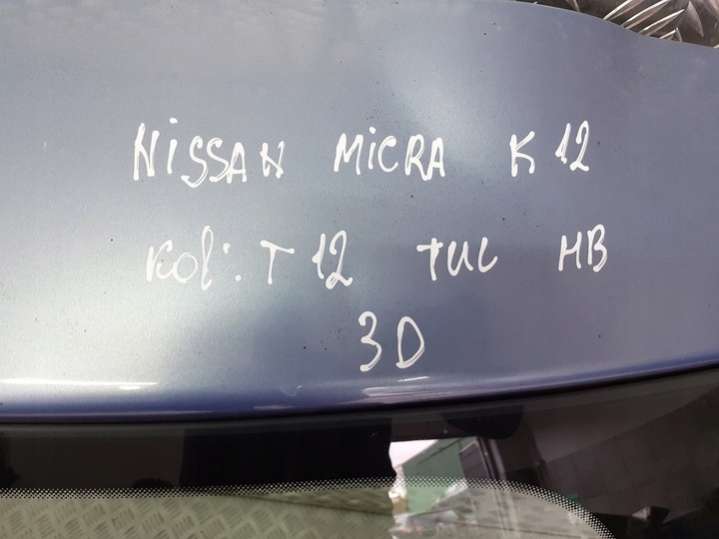 NISSAN MICRA K12
kol: T12 TUL HB
3D